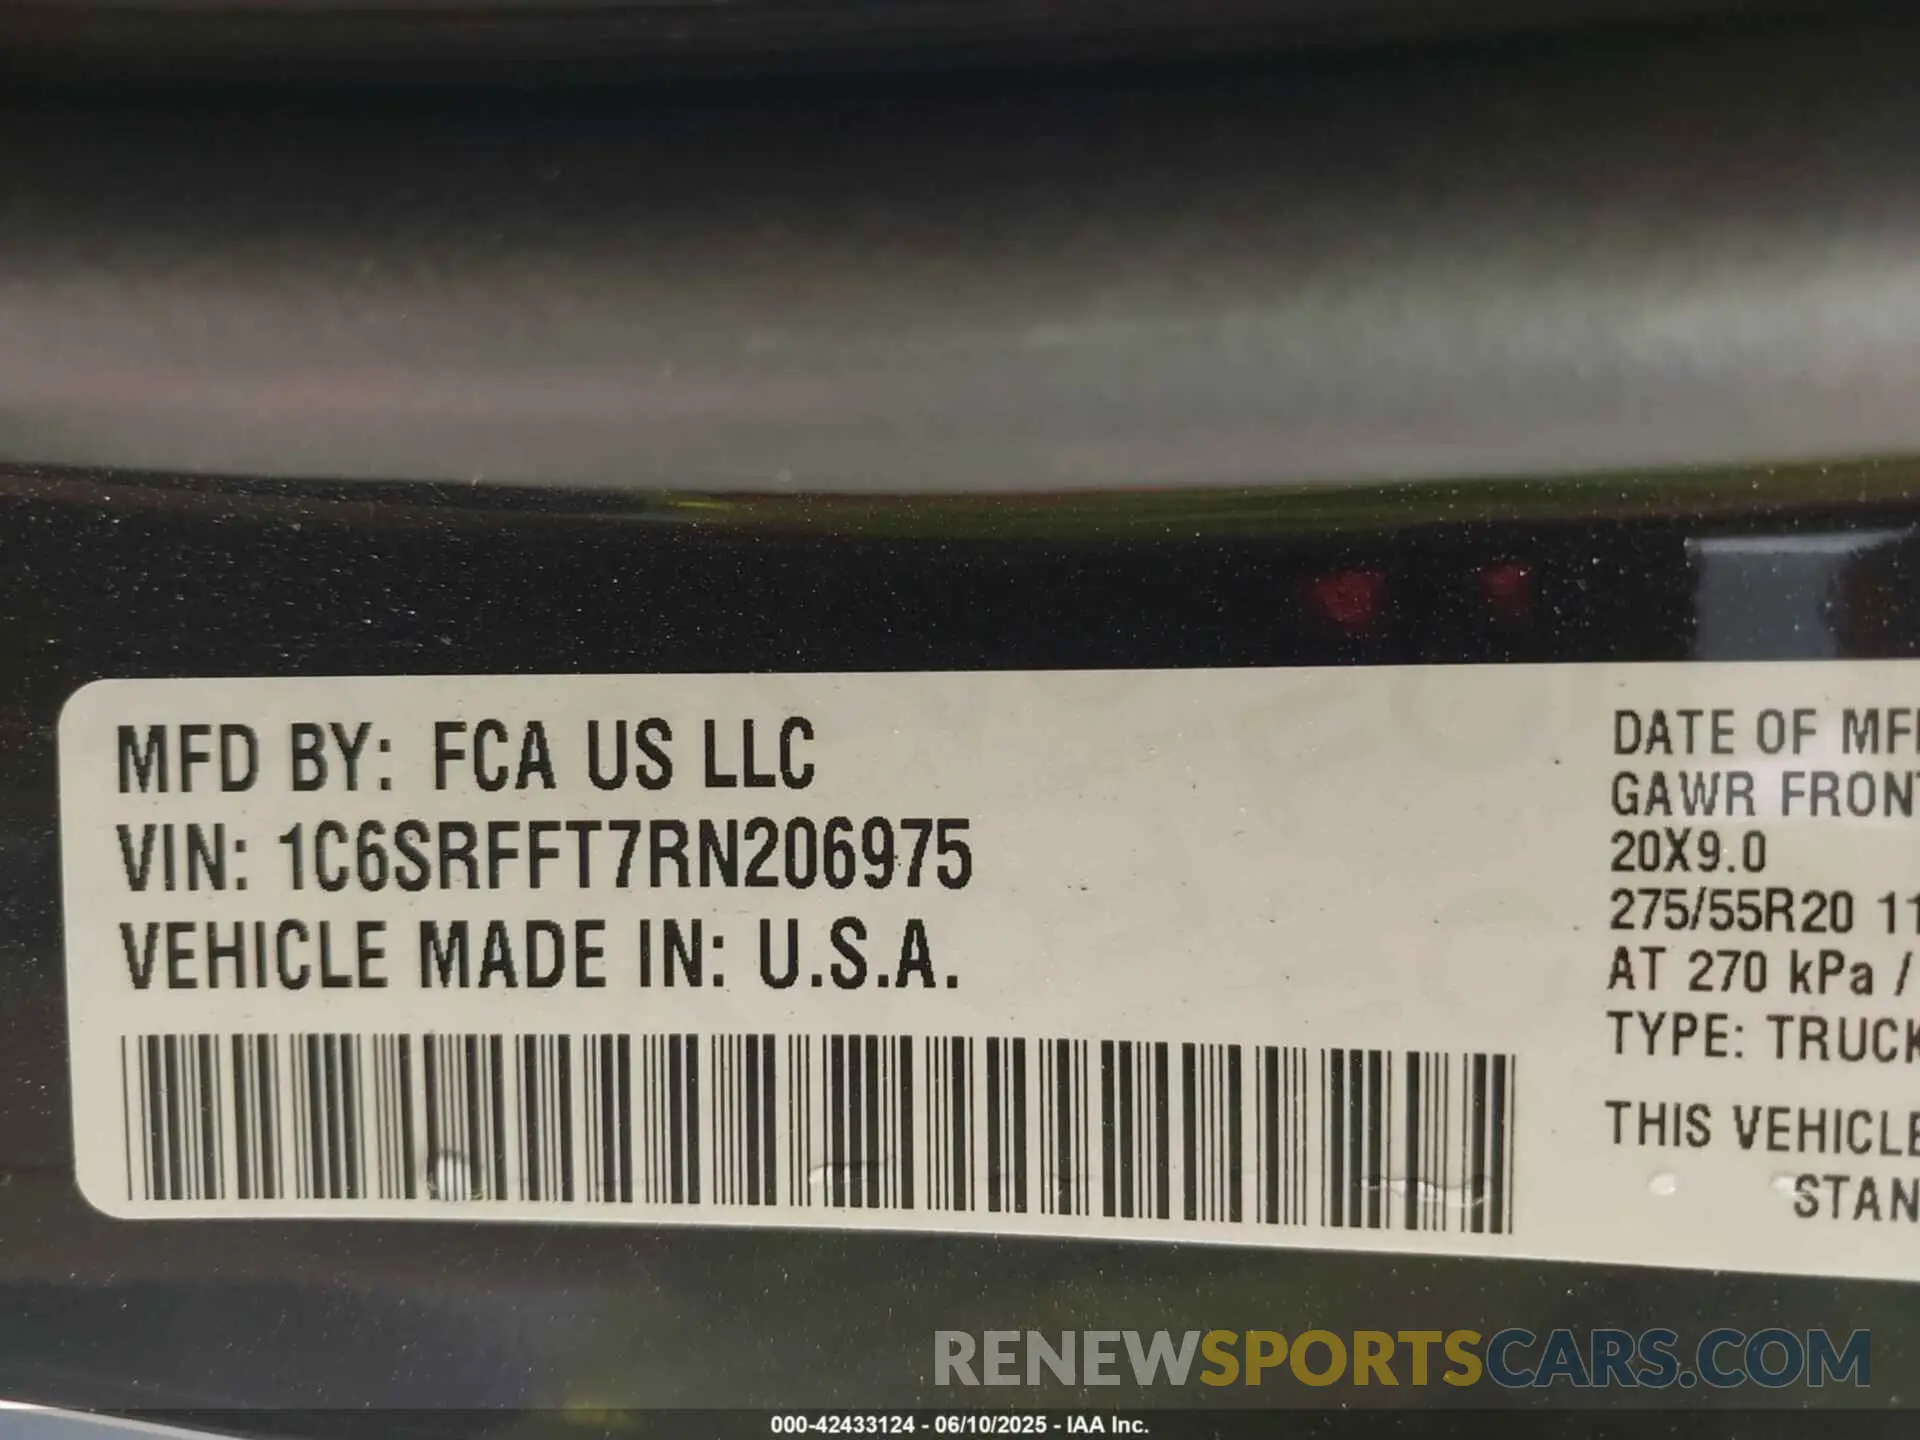 MFD BY: FCA US LLC
VIN: 1C6SRFFT7RN206975
VEHICLE MADE IN: U.S.A.
DATE OF MF
GAWR FRONT
20X9.0
275/55R20 11
AT 270 kPa /
TYPE: TRUCK
THIS VEHICLE
STAN
RENEWSPORTSCARS.COM
000-42433124 - 06/10/2025 - IAA Inc.